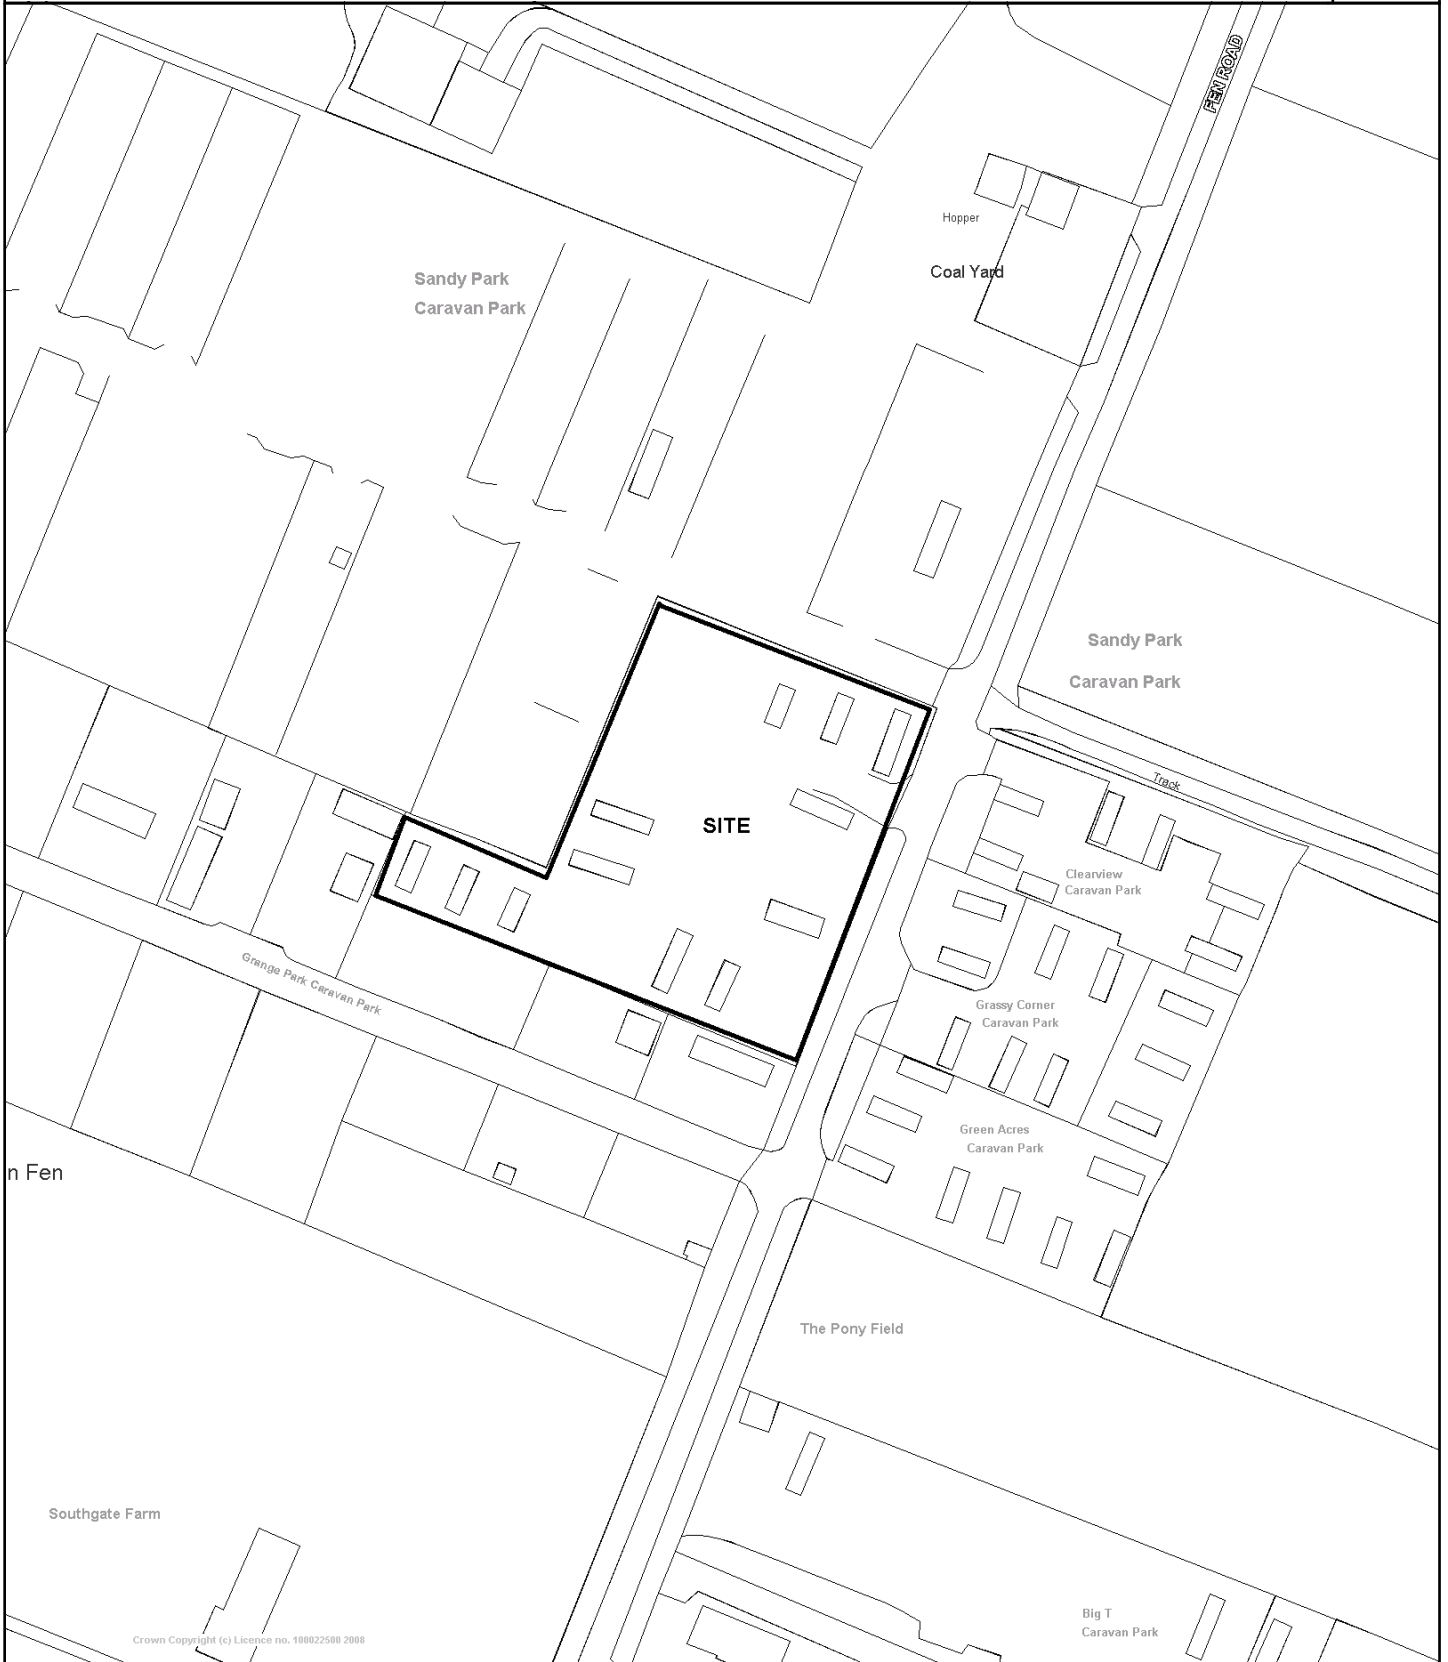 FEN ROAD
Hopper
Coal Yard
Sandy Park
Caravan Park
Sandy Park
Caravan Park
Track
SITE
Clearview
Caravan Park
Grange Park Caravan Park
Grassy Corner
Caravan Park
Green Acres
Caravan Park
n Fen
The Pony Field
Southgate Farm
Big T
Caravan Park
Crown Copyright (c) Licence no. 100022500 2008